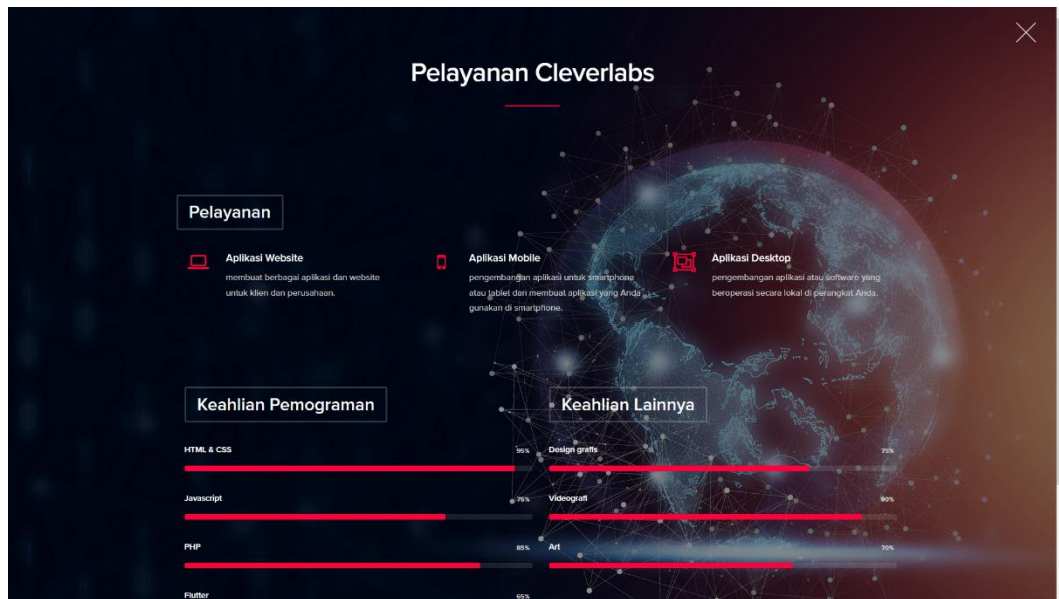 Pelayanan Cleverlabs
Pelayanan
Aplikasi Website
membuat berbagai aplikasi dan website
untuk klien dan perusahaan.
Aplikasi Mobile
pengembangan aplikasi untuk smartphone
atau tablet dan membuat aplikasi yang Anda
gunakan di smartphone.
Aplikasi Desktop
pengembangan aplikasi atau software yang
beroperasi secara lokal di perangkat Anda.
Keahlian Pemograman
HTML & CSS 95%
Javascript 75%
PHP 85%
Flutter 65%
Keahlian Lainnya
Design grafis 75%
Videografi 90%
Art 70%